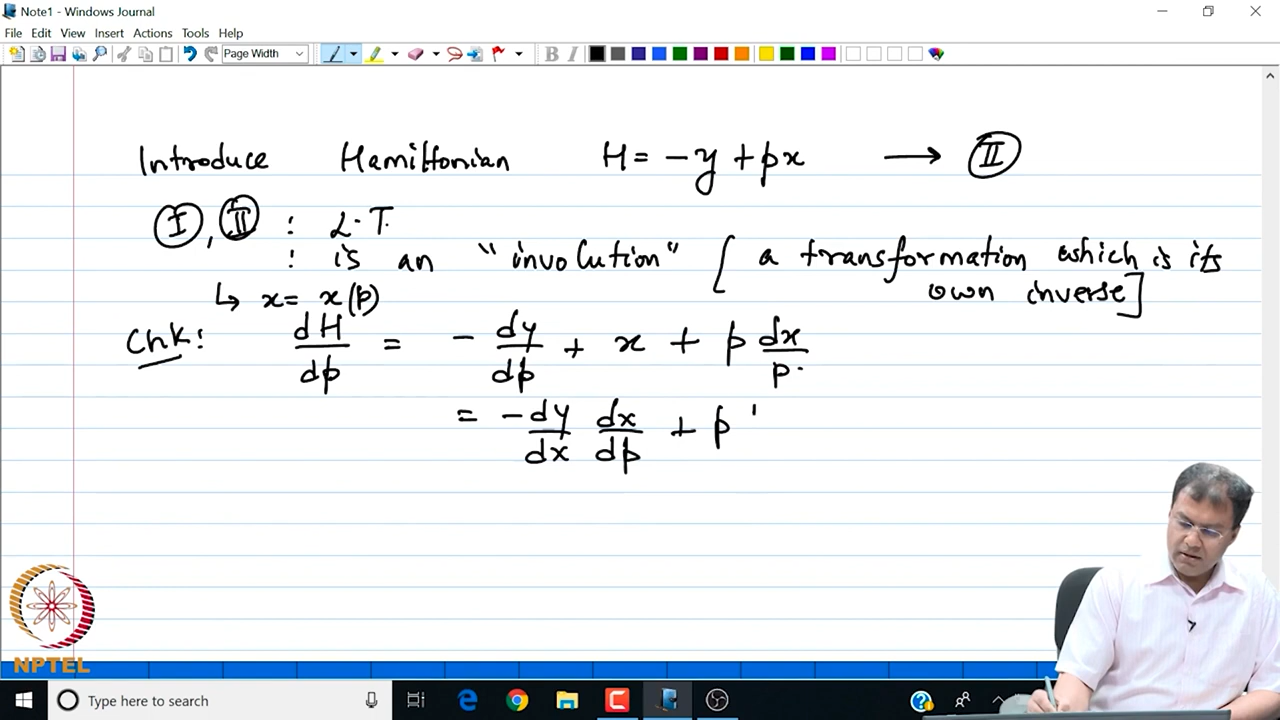 Note1 - Windows Journal
File Edit View Insert Actions Tools Help
Page Width B I
Introduce Hamiltonian H = -y + px → II
I, II : L.T.
: is an "involution" [a transformation which is its
own inverse]
↳ x = x(p)
Chk: dH/dp = - dy/dp + x + p dx/p.
= - dy/dx dx/dp + p '
NPTEL
Type here to search